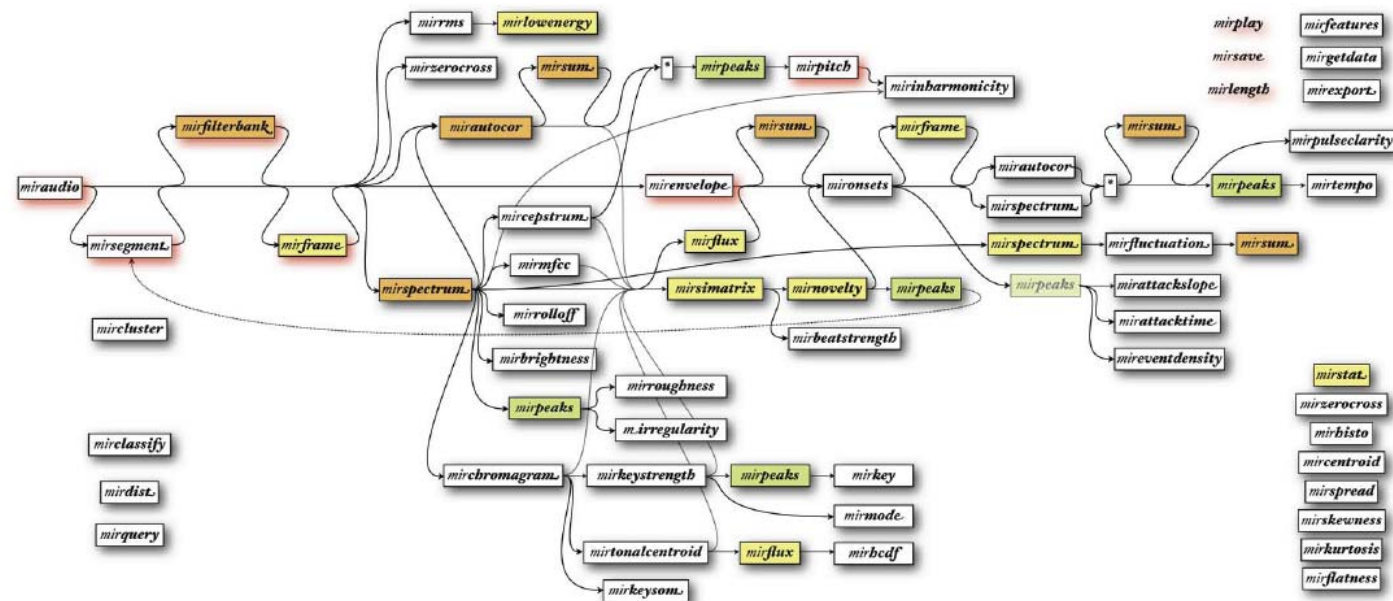 mirrms
mirlowenergy
mirplay
mirfeatures
mirzerocross
mirsum
*
mirpeaks
mirpitch
mirsave
mirgetdata
mirinharmonicity
mirlength
mirexport
mirfilterbank
mirautocor
mirsum
mirframe
mirsum
mirpulseclarity
mirautocor
miraudio
mirenvelope
mironsets
*
mirpeaks
mirtempo
mirspectrum
mircepstrum
mirsegment
mirframe
mirflux
mirspectrum
mirfluctuation
mirsum
mirmfcc
mirspectrum
mirsimatrix
mirnovelty
mirpeaks
mirpeaks
mirattackslope
mirrolloff
mircluster
mirbeatstrength
mirattacktime
mirbrightness
mireventdensity
mirroughness
mirstat
mirpeaks
mirzerocross
mirregularity
mirclassify
mirhisto
mirchromagram
mirkeystrength
mirpeaks
mirkey
mircentroid
mirdist
mirspread
mirmode
mirquery
mirskewness
mirtonalcentroid
mirflux
mirhcdf
mirkurtosis
mirkeysom
mirflatness